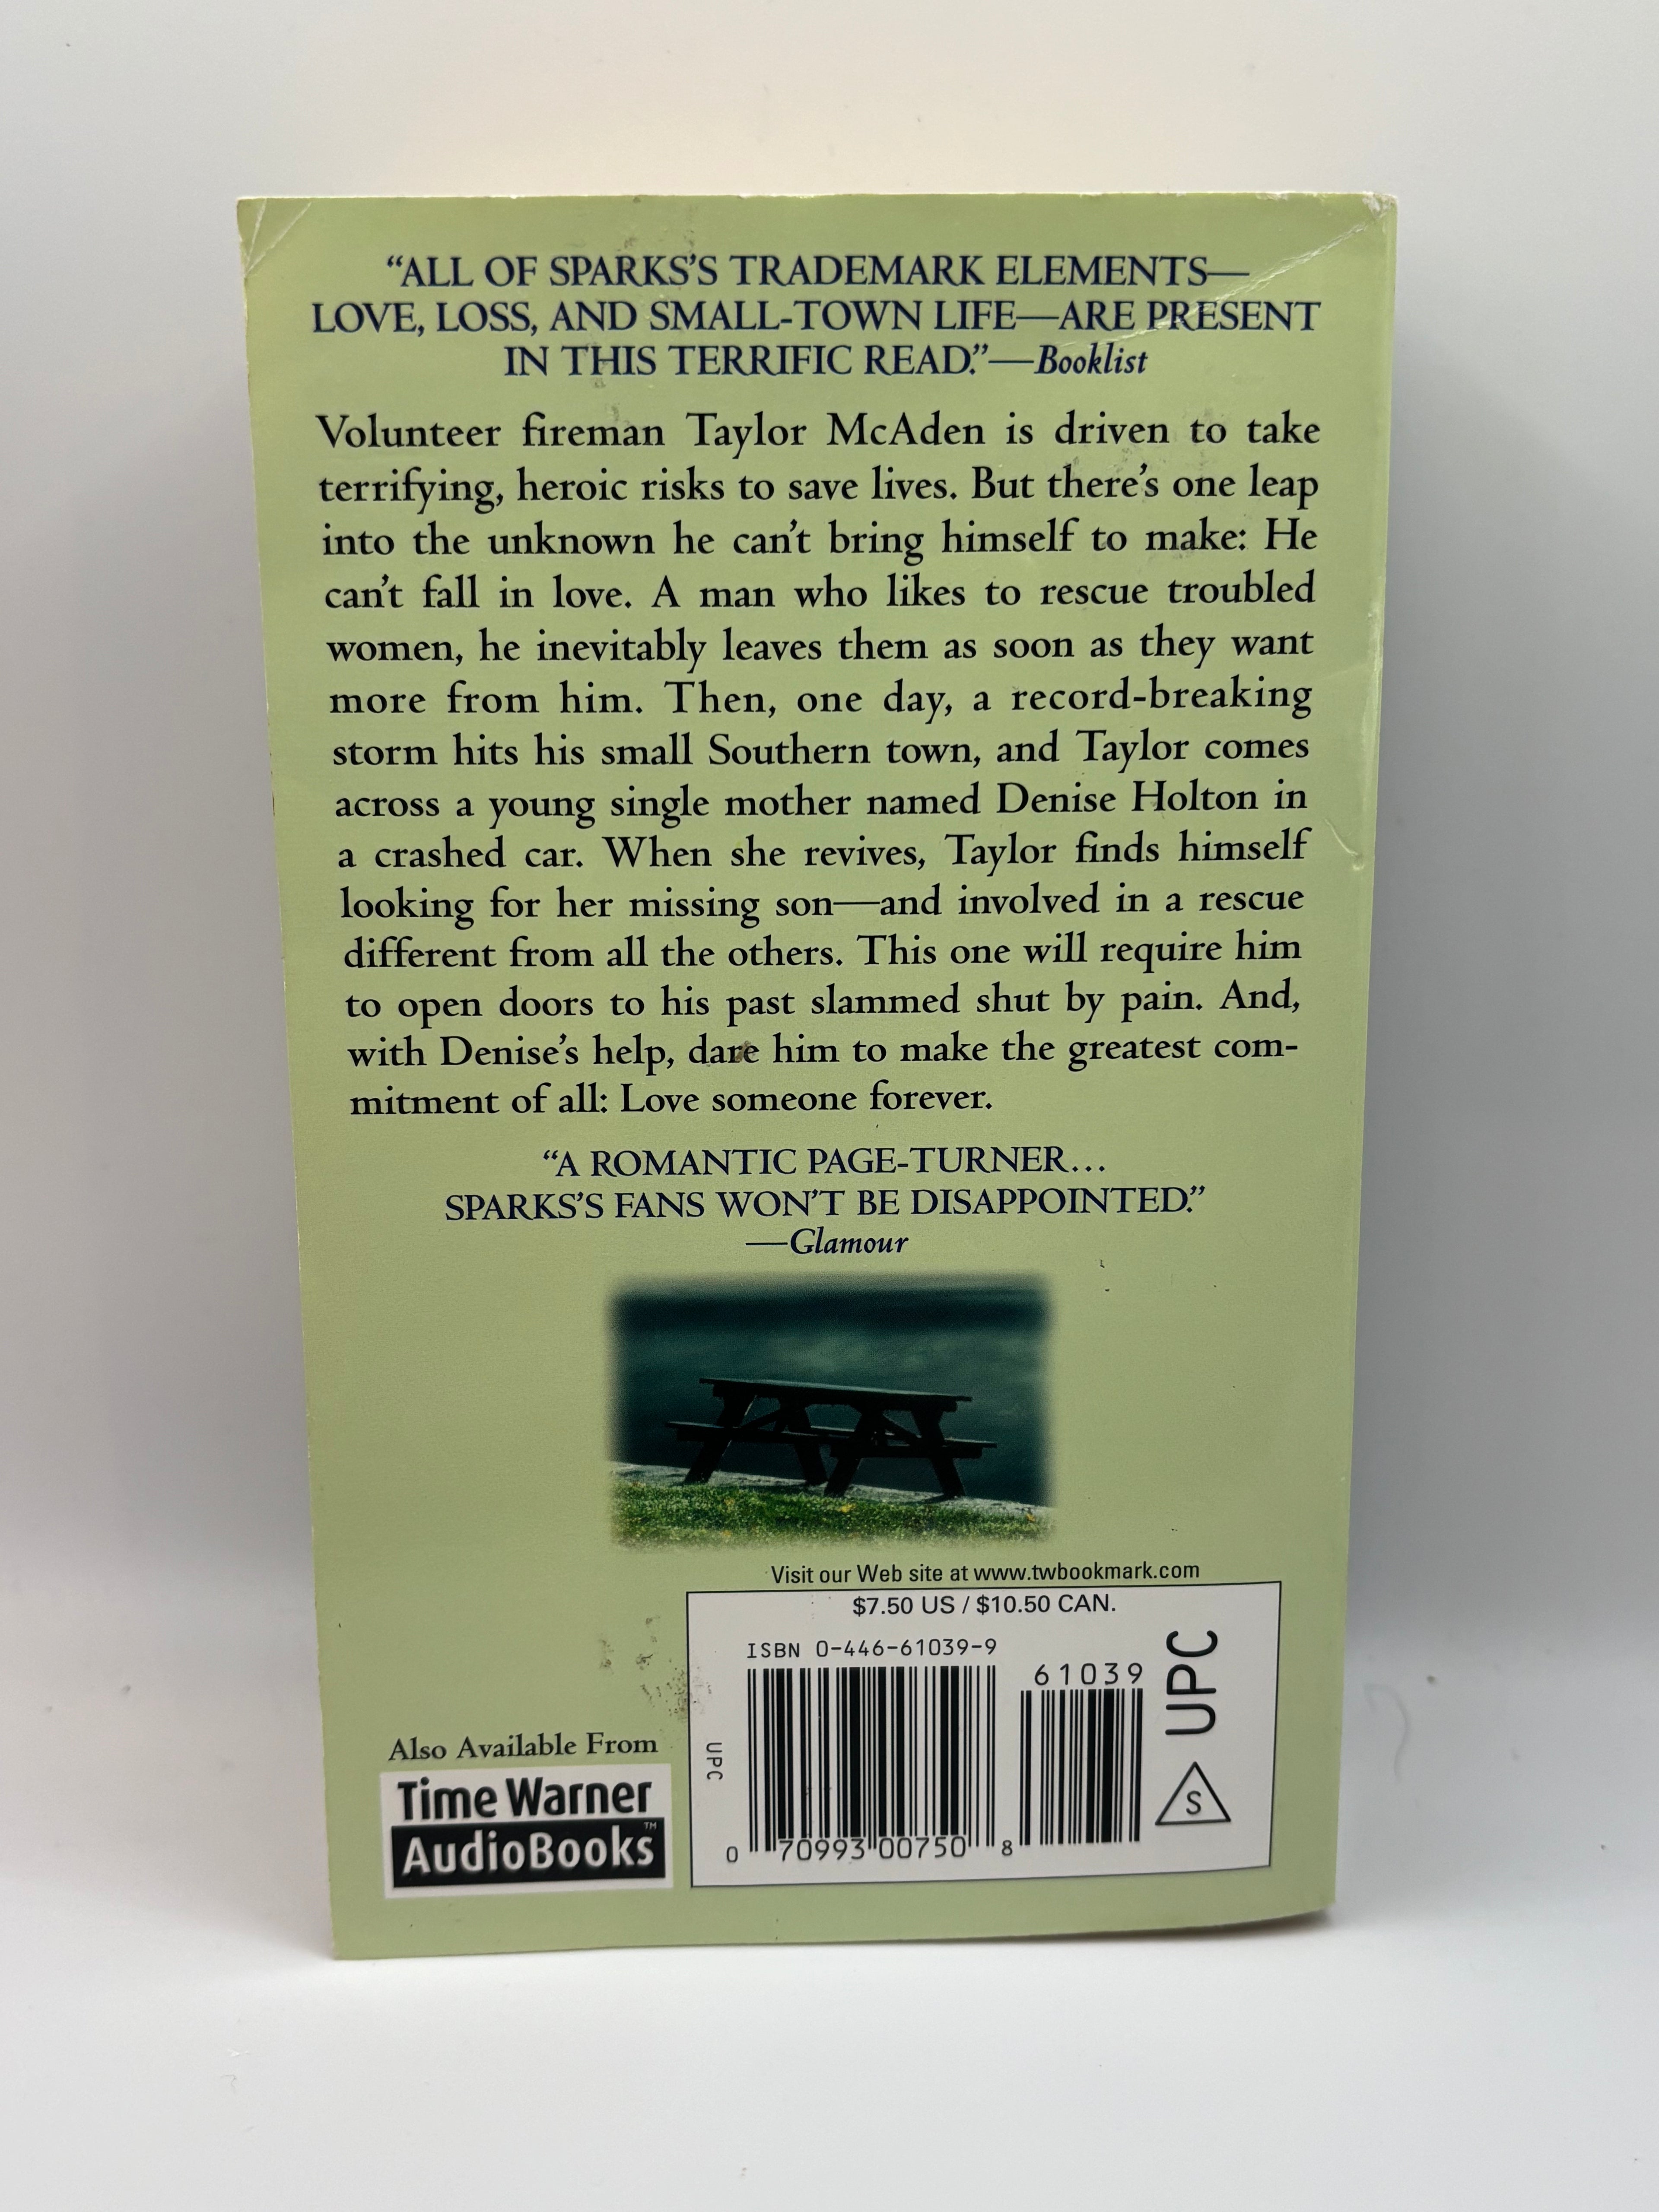 “ALL OF SPARKS’S TRADEMARK ELEMENTS—
LOVE, LOSS, AND SMALL-TOWN LIFE—ARE PRESENT
IN THIS TERRIFIC READ.”—Booklist
Volunteer fireman Taylor McAden is driven to take
terrifying, heroic risks to save lives. But there’s one leap
into the unknown he can’t bring himself to make: He
can’t fall in love. A man who likes to rescue troubled
women, he inevitably leaves them as soon as they want
more from him. Then, one day, a record-breaking
storm hits his small Southern town, and Taylor comes
across a young single mother named Denise Holton in
a crashed car. When she revives, Taylor finds himself
looking for her missing son—and involved in a rescue
different from all the others. This one will require him
to open doors to his past slammed shut by pain. And,
with Denise’s help, dare him to make the greatest com-
mitment of all: Love someone forever.
“A ROMANTIC PAGE-TURNER…
SPARKS’S FANS WON’T BE DISAPPOINTED.”
—Glamour
Visit our Web site at www.twbookmark.com
$7.50 US / $10.50 CAN.
ISBN 0-446-61039-9
61039
UPC
UPC
S
0 70993 00750 8
Also Available From
Time Warner
AudioBooks™